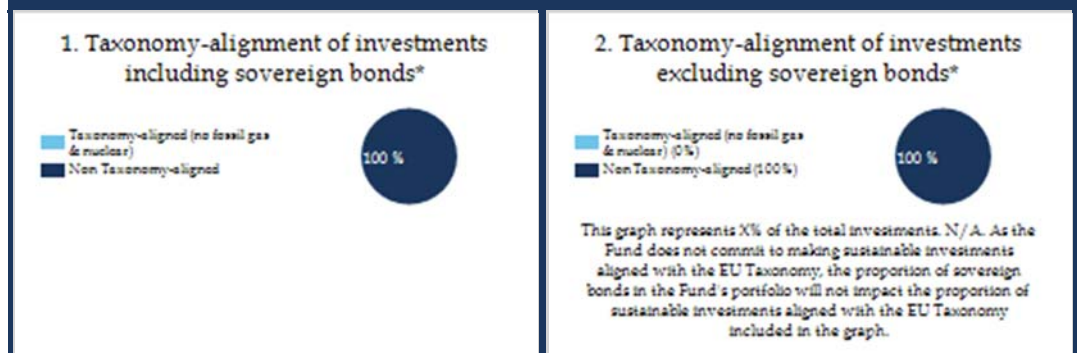 1. Taxonomy-alignment of investments
including sovereign bonds*
Taxonomy-aligned (no fossil gas
& nuclear)
Non Taxonomy-aligned
100 %
2. Taxonomy-alignment of investments
excluding sovereign bonds*
Taxonomy-aligned (no fossil gas
& nuclear) (0%)
Non Taxonomy-aligned (100%)
100 %
This graph represents X% of the total investments. N/A. As the
Fund does not commit to making sustainable investments
aligned with the EU Taxonomy, the proportion of sovereign
bonds in the Fund's portfolio will not impact the proportion of
sustainable investments aligned with the EU Taxonomy
included in the graph.